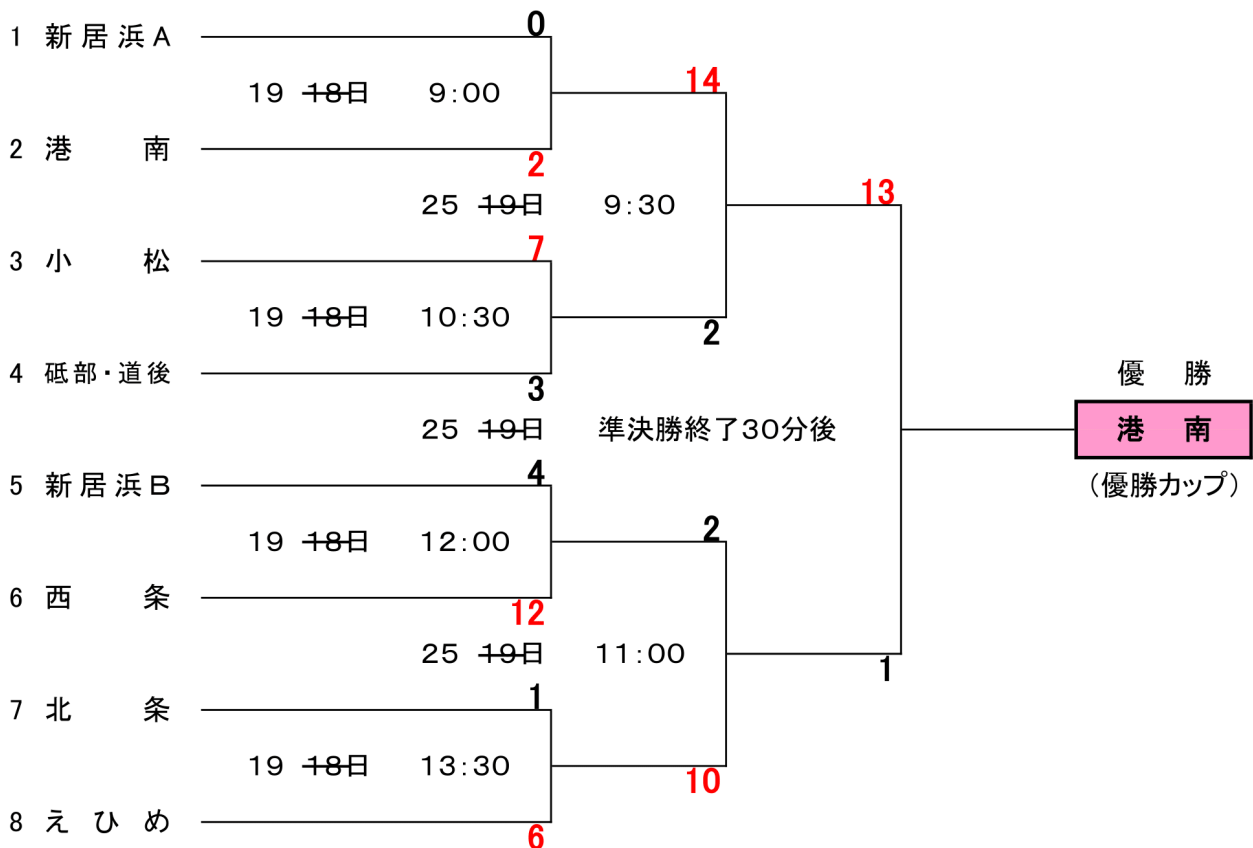 1 新居浜A 0
19 18日 9:00 14
2 港南 2
25 19日 9:30 13
3 小松 7
19 18日 10:30 2
4 砥部・道後 3
優勝
25 19日 準決勝終了30分後
港南
5 新居浜B 4
(優勝カップ)
19 18日 12:00 2
6 西条 12
25 19日 11:00 1
7 北条 1
19 18日 13:30 10
8 えひめ 6